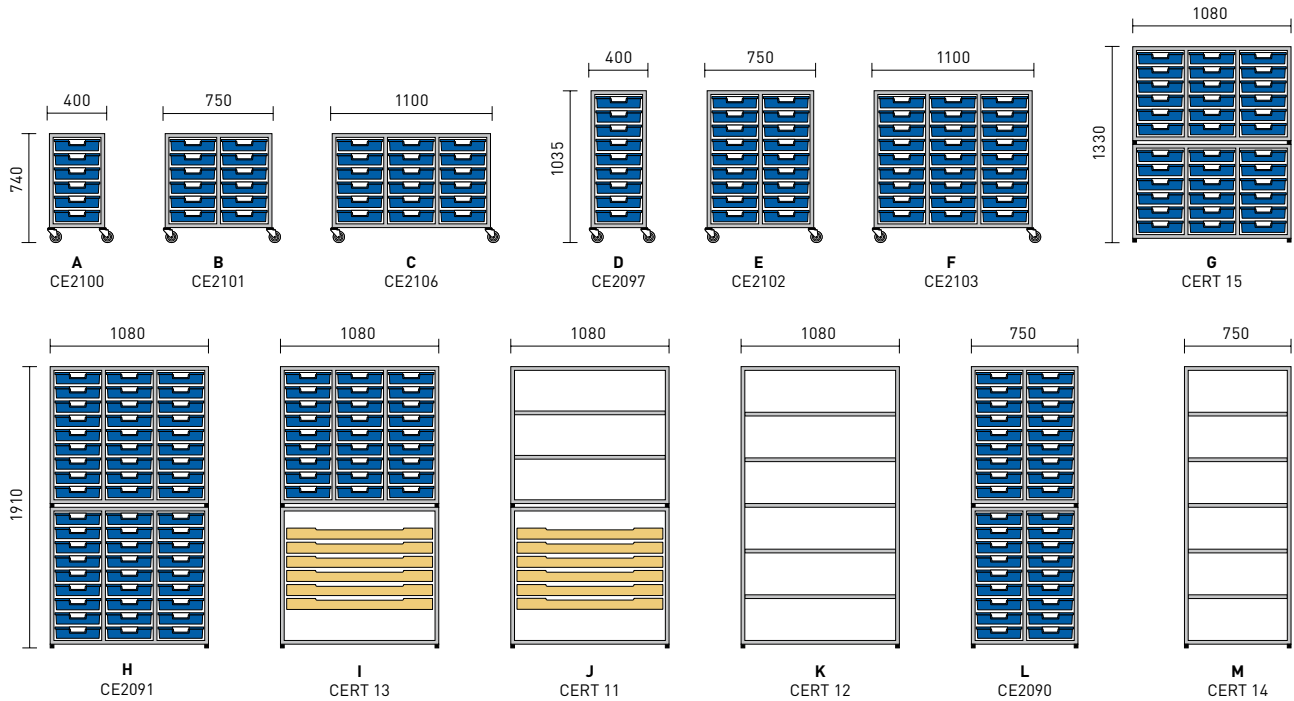 1080
400
750
1100
400
750
1100
740
1035
1330
A
B
C
D
E
F
G
CE2100
CE2101
CE2106
CE2097
CE2102
CE2103
CERT 15
1080
1080
1080
1080
750
750
1910
H
I
J
K
L
M
CE2091
CERT 13
CERT 11
CERT 12
CE2090
CERT 14